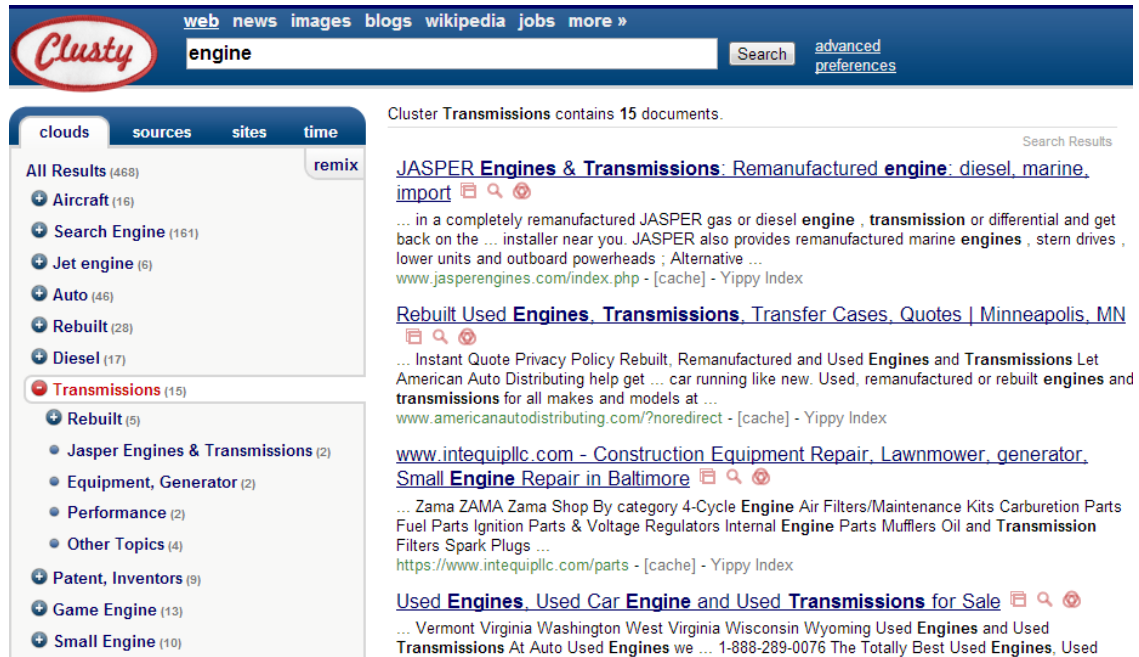 web news images blogs wikipedia jobs more »
Clusty
engine
Search
advanced
preferences
clouds sources sites time
remix
All Results (468)
Aircraft (16)
Search Engine (161)
Jet engine (6)
Auto (46)
Rebuilt (28)
Diesel (17)
Transmissions (15)
Rebuilt (5)
Jasper Engines & Transmissions (2)
Equipment, Generator (2)
Performance (2)
Other Topics (4)
Patent, Inventors (9)
Game Engine (13)
Small Engine (10)
Cluster Transmissions contains 15 documents.
Search Results
JASPER Engines & Transmissions: Remanufactured engine: diesel, marine,
import
... in a completely remanufactured JASPER gas or diesel engine , transmission or differential and get
back on the ... installer near you. JASPER also provides remanufactured marine engines , stern drives ,
lower units and outboard powerheads ; Alternative ...
www.jasperengines.com/index.php - [cache] - Yippy Index
Rebuilt Used Engines, Transmissions, Transfer Cases, Quotes | Minneapolis, MN
... Instant Quote Privacy Policy Rebuilt, Remanufactured and Used Engines and Transmissions Let
American Auto Distributing help get ... car running like new. Used, remanufactured or rebuilt engines and
transmissions for all makes and models at ...
www.americanautodistributing.com/?noredirect - [cache] - Yippy Index
www.intequipllc.com - Construction Equipment Repair, Lawnmower, generator,
Small Engine Repair in Baltimore
... Zama ZAMA Zama Shop By category 4-Cycle Engine Air Filters/Maintenance Kits Carburetion Parts
Fuel Parts Ignition Parts & Voltage Regulators Internal Engine Parts Mufflers Oil and Transmission
Filters Spark Plugs ...
https://www.intequipllc.com/parts - [cache] - Yippy Index
Used Engines, Used Car Engine and Used Transmissions for Sale
... Vermont Virginia Washington West Virginia Wisconsin Wyoming Used Engines and Used
Transmissions At Auto Used Engines we ... 1-888-289-0076 The Totally Best Used Engines, Used